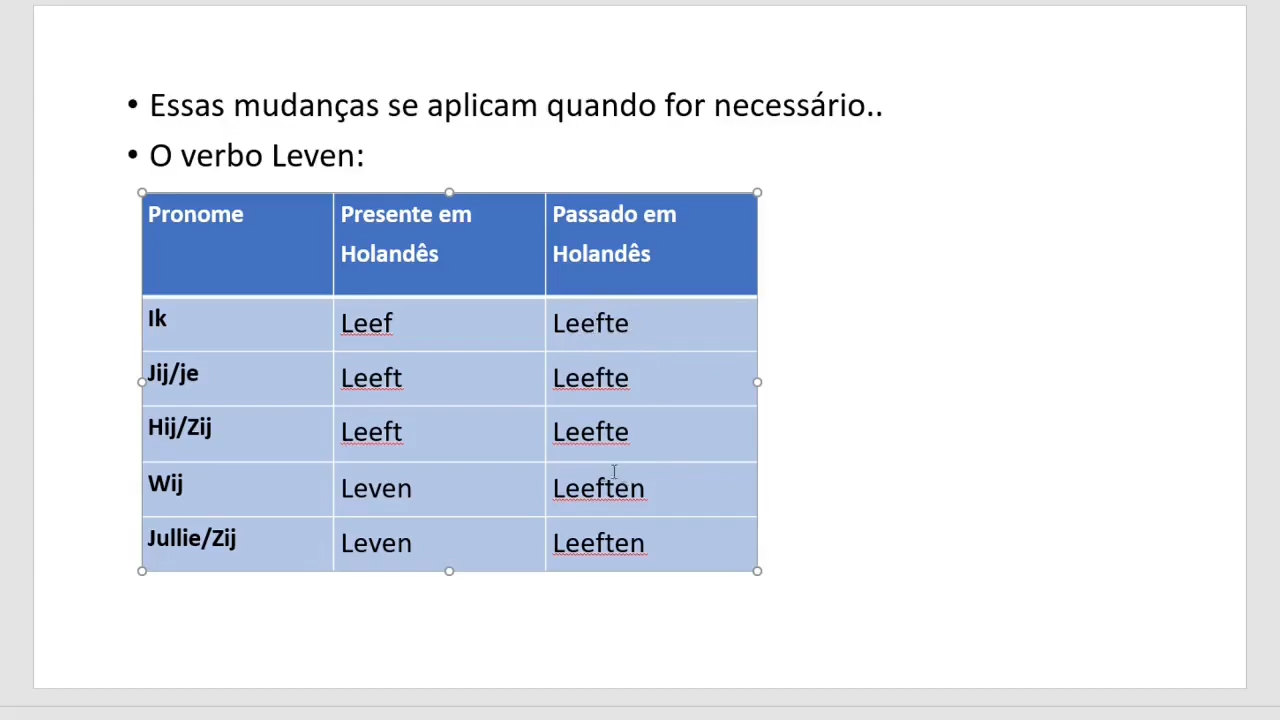 • Essas mudanças se aplicam quando for necessário..
• O verbo Leven:
Pronome Presente em Holandês Passado em Holandês
Ik Leef Leefte
Jij/je Leeft Leefte
Hij/Zij Leeft Leefte
Wij Leven Leeften
Jullie/Zij Leven Leeften